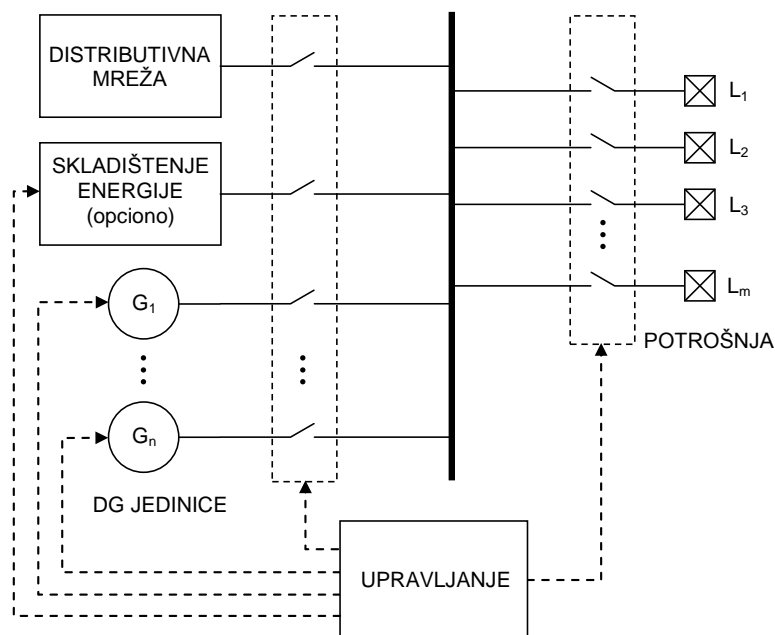 DISTRIBUTIVNA
MREŽA
SKLADIŠTENJE
ENERGIJE
(opciono)
G₁
Gₙ
DG JEDINICE
L₁
L₂
L₃
Lₘ
POTROŠNJA
UPRAVLJANJE